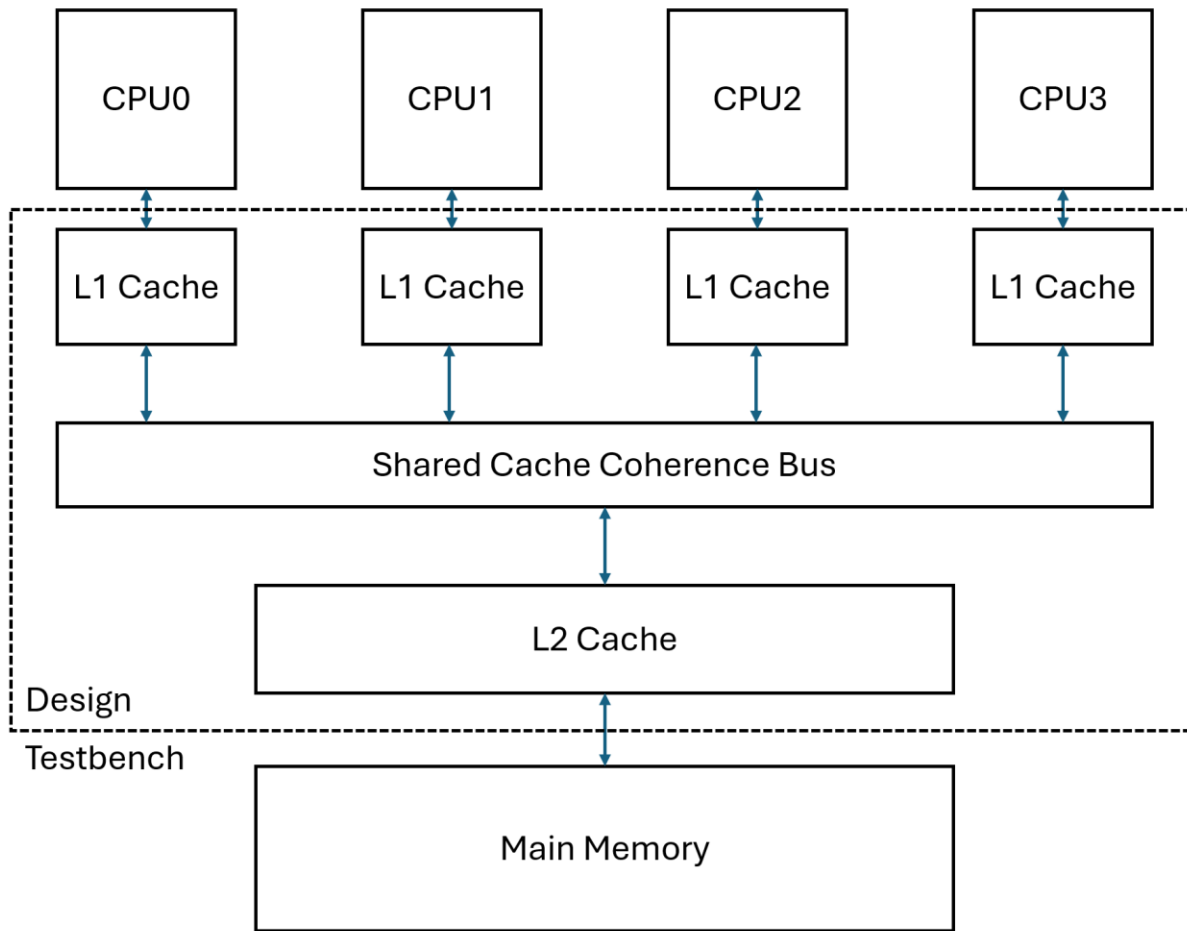 CPU0
CPU1
CPU2
CPU3
L1 Cache
L1 Cache
L1 Cache
L1 Cache
Shared Cache Coherence Bus
L2 Cache
Design
Testbench
Main Memory